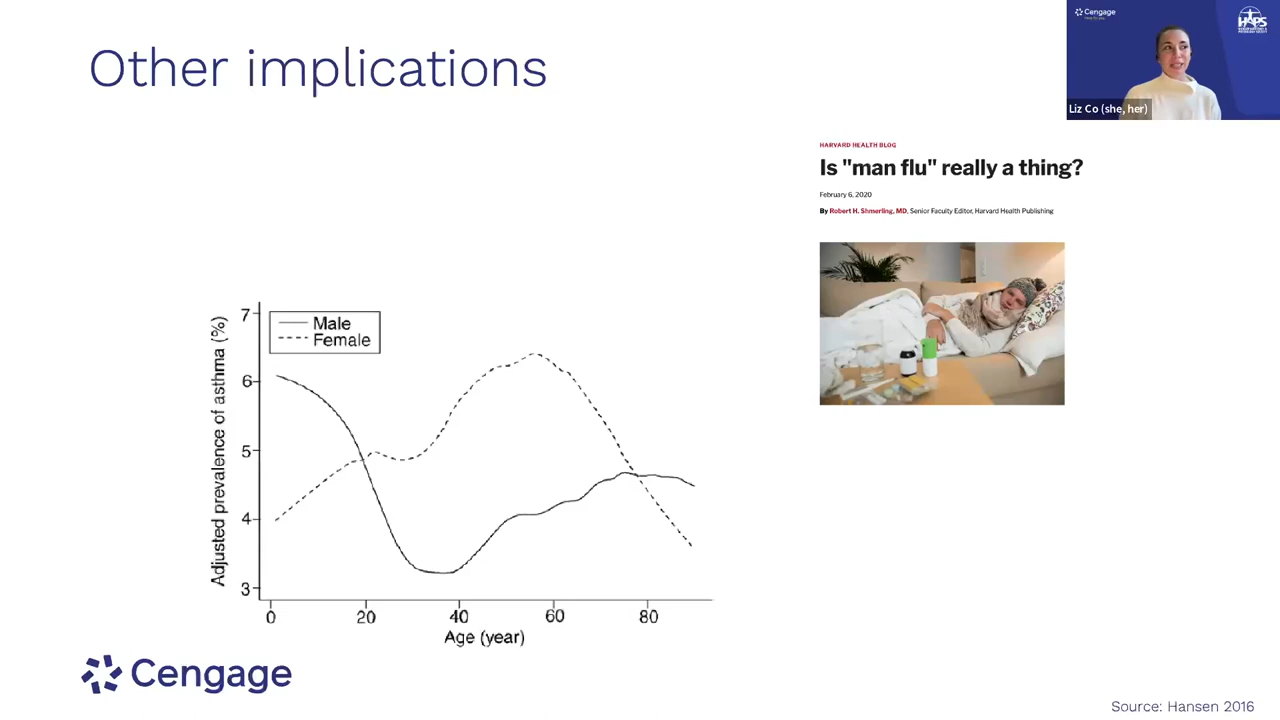 Other implications
Cengage
HAPS
Liz Co (she, her)
HARVARD HEALTH BLOG
Is "man flu" really a thing?
February 6, 2020
By Robert H. Shmerling, MD, Senior Faculty Editor, Harvard Health Publishing
Adjusted prevalence of asthma (%)
7
6
5
4
3
Male
Female
0 20 40 60 80
Age (year)
Cengage
Source: Hansen 2016